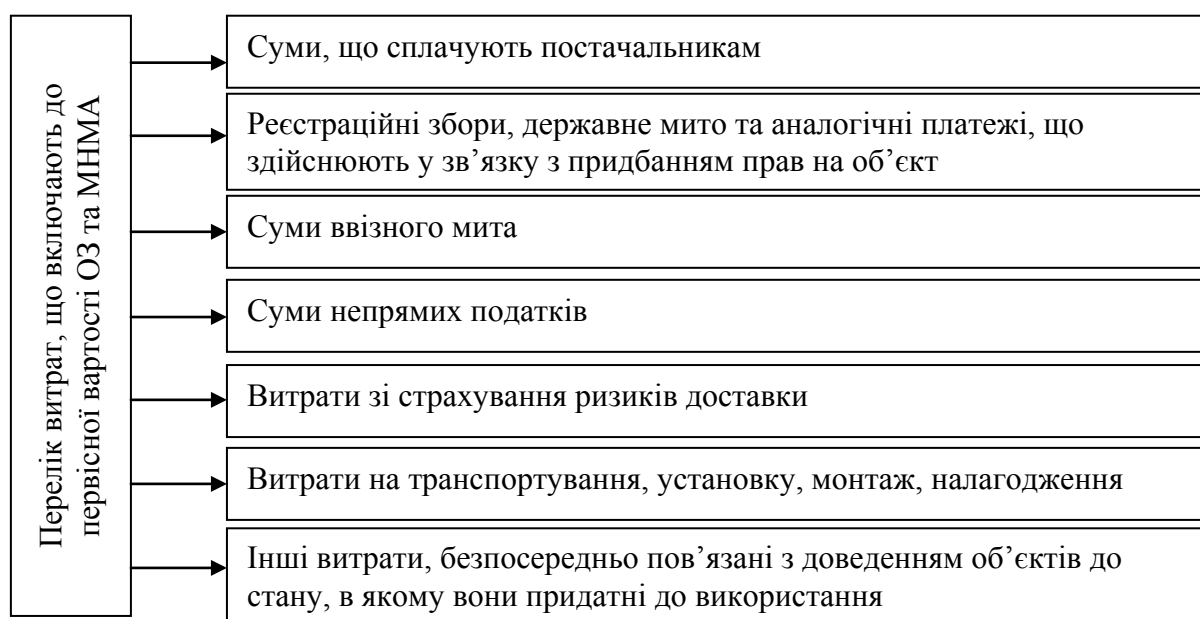 Перелік витрат, що включають до
первісної вартості ОЗ та МНМА
Суми, що сплачують постачальникам
Реєстраційні збори, державне мито та аналогічні платежі, що
здійснюють у зв’язку з придбанням прав на об’єкт
Суми ввізного мита
Суми непрямих податків
Витрати зі страхування ризиків доставки
Витрати на транспортування, установку, монтаж, налагодження
Інші витрати, безпосередньо пов’язані з доведенням об’єктів до
стану, в якому вони придатні до використання